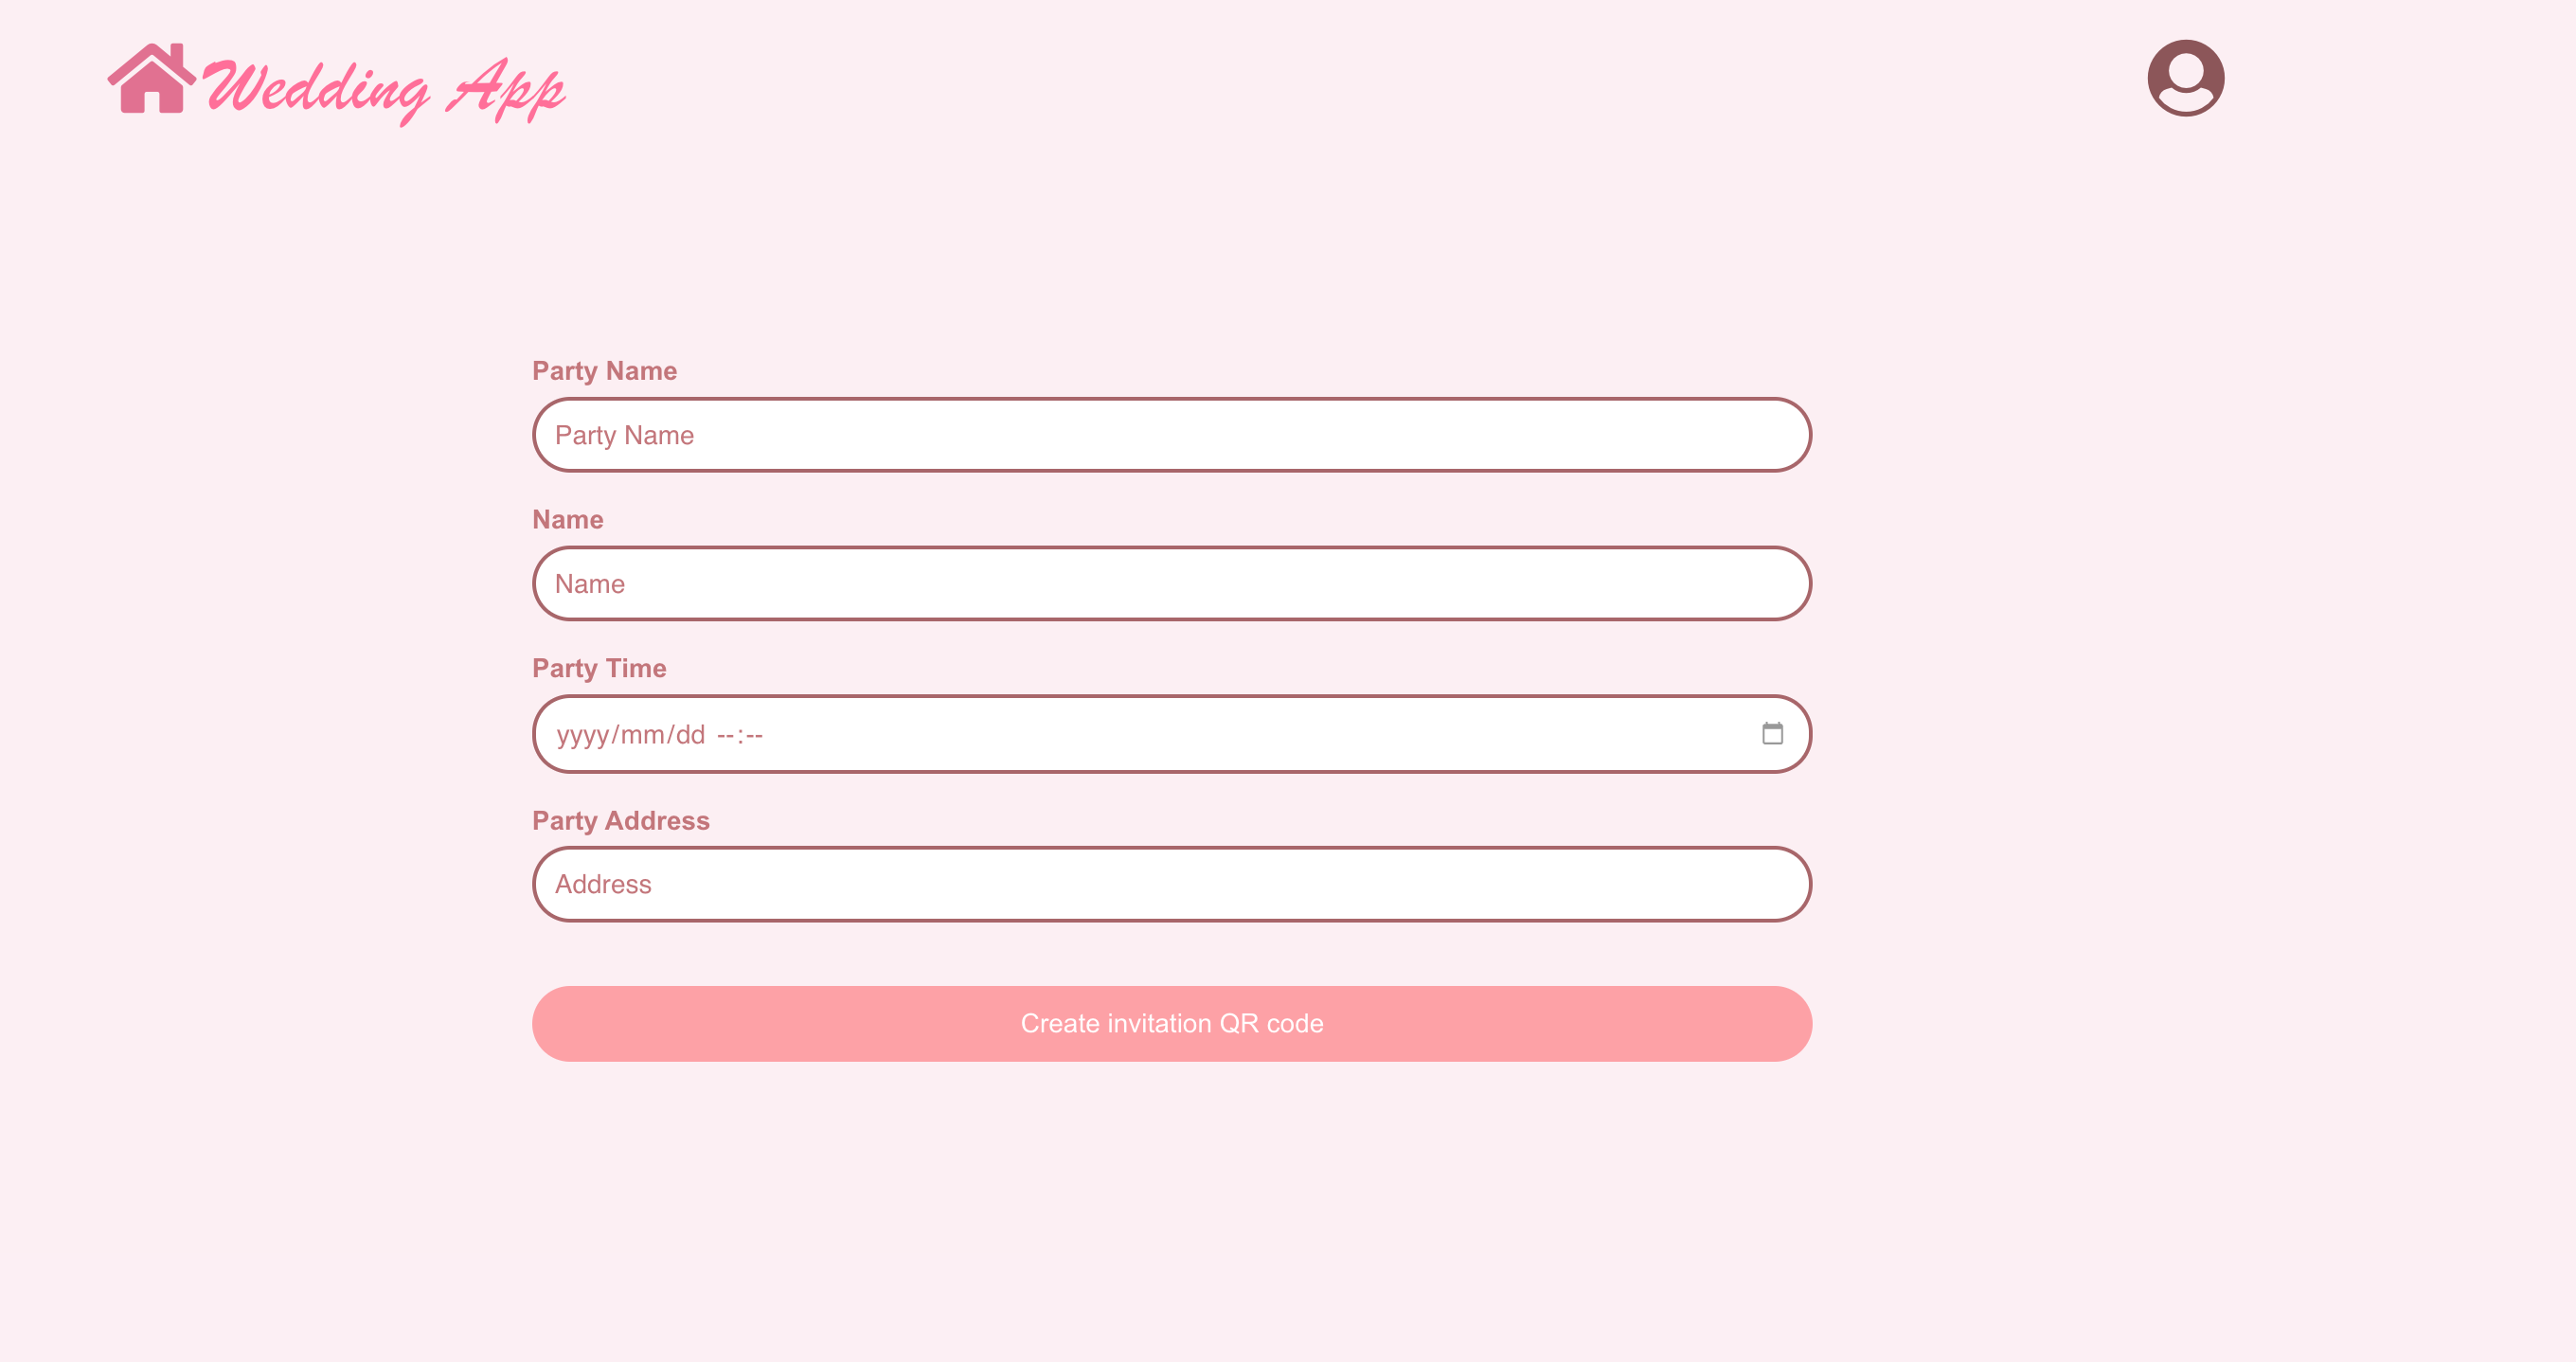 Wedding App
Party Name
Party Name
Name
Name
Party Time
yyyy/mm/dd --:--
Party Address
Address
Create invitation QR code